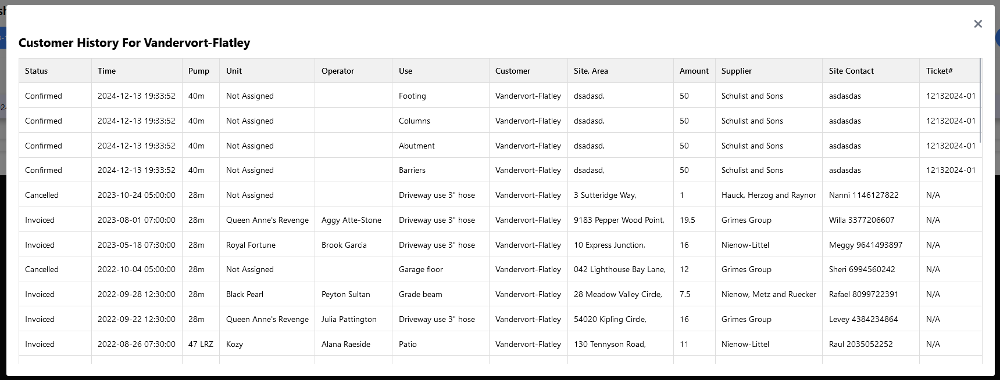 Customer History For Vandervort-Flatley
Status Time Pump Unit Operator Use Customer Site, Area Amount Supplier Site Contact Ticket#
Confirmed 2024-12-13 19:33:52 40m Not Assigned Footing Vandervort-Flatley dsadasd, 50 Schulist and Sons asdasdas 12132024-01
Confirmed 2024-12-13 19:33:52 40m Not Assigned Columns Vandervort-Flatley dsadasd, 50 Schulist and Sons asdasdas 12132024-01
Confirmed 2024-12-13 19:33:52 40m Not Assigned Abutment Vandervort-Flatley dsadasd, 50 Schulist and Sons asdasdas 12132024-01
Confirmed 2024-12-13 19:33:52 40m Not Assigned Barriers Vandervort-Flatley dsadasd, 50 Schulist and Sons asdasdas 12132024-01
Cancelled 2023-10-24 05:00:00 28m Not Assigned Driveway use 3" hose Vandervort-Flatley 3 Sutteridge Way, 1 Hauck, Herzog and Raynor Nanni 1146127822 N/A
Invoiced 2023-08-01 07:00:00 28m Queen Anne's Revenge Aggy Atte-Stone Driveway use 3" hose Vandervort-Flatley 9183 Pepper Wood Point, 19.5 Grimes Group Willa 3377206607 N/A
Invoiced 2023-05-18 07:30:00 28m Royal Fortune Brook Garcia Driveway use 3" hose Vandervort-Flatley 10 Express Junction, 16 Nienow-Littel Meggy 9641493897 N/A
Cancelled 2022-10-04 05:00:00 28m Not Assigned Garage floor Vandervort-Flatley 042 Lighthouse Bay Lane, 12 Grimes Group Sheri 6994560242 N/A
Invoiced 2022-09-28 12:30:00 28m Black Pearl Peyton Sultan Grade beam Vandervort-Flatley 28 Meadow Valley Circle, 7.5 Nienow, Metz and Ruecker Rafael 8099722391 N/A
Invoiced 2022-09-22 12:30:00 28m Queen Anne's Revenge Julia Pattington Driveway use 3" hose Vandervort-Flatley 54020 Kipling Circle, 16 Grimes Group Levey 4384234864 N/A
Invoiced 2022-08-26 07:30:00 47 LRZ Kozy Alana Raeside Patio Vandervort-Flatley 130 Tennyson Road, 11 Nienow-Littel Raul 2035052252 N/A